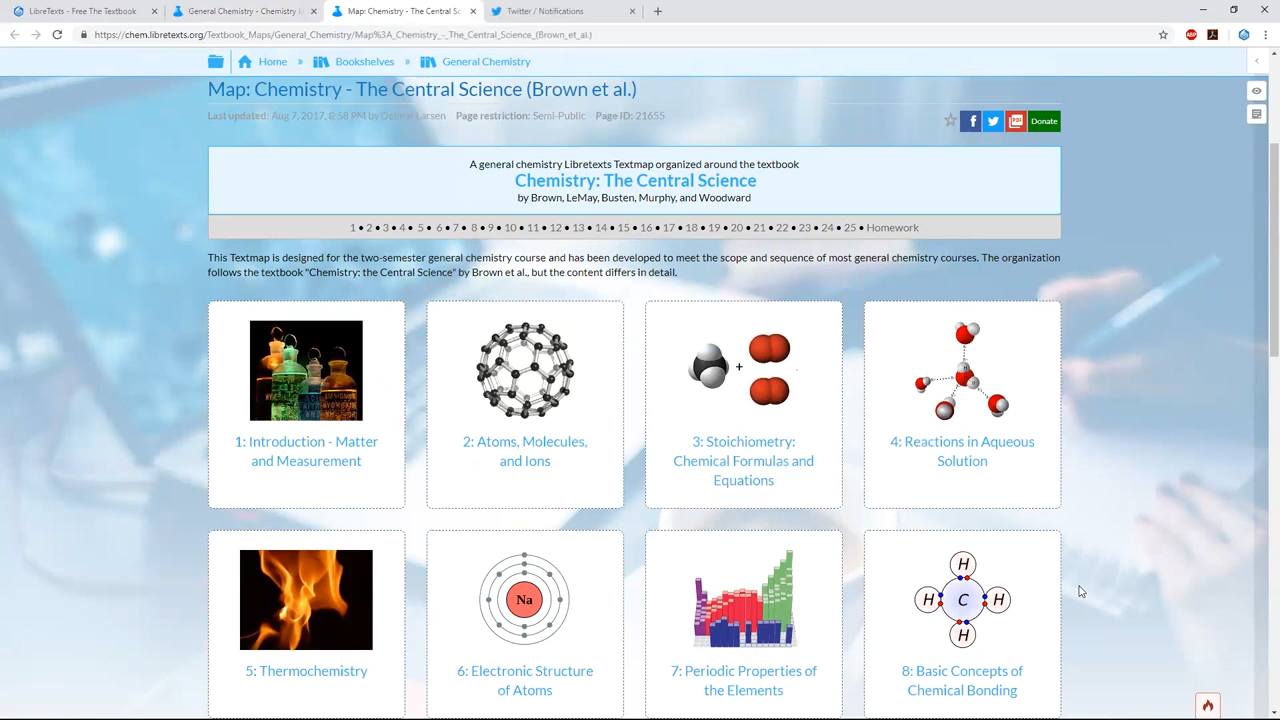 LibreTexts - Free The Textbook
General Chemistry - Chemistry Li
Map: Chemistry - The Central Sc
Twitter / Notifications
https://chem.libretexts.org/Textbook_Maps/General_Chemistry/Map%3A_Chemistry_-_The_Central_Science_(Brown_et_al.)
ABP
Home » Bookshelves » General Chemistry
Map: Chemistry - The Central Science (Brown et al.)
Last updated: Aug 7, 2017, 8:58 PM by Delmar Larsen Page restriction: Semi-Public Page ID: 21655
PDF
Donate
A general chemistry Libretexts Textmap organized around the textbook
Chemistry: The Central Science
by Brown, LeMay, Busten, Murphy, and Woodward
1 • 2 • 3 • 4 • 5 • 6 • 7 • 8 • 9 • 10 • 11 • 12 • 13 • 14 • 15 • 16 • 17 • 18 • 19 • 20 • 21 • 22 • 23 • 24 • 25 • Homework
This Textmap is designed for the two-semester general chemistry course and has been developed to meet the scope and sequence of most general chemistry courses. The organization
follows the textbook "Chemistry: the Central Science" by Brown et al., but the content differs in detail.
+
1: Introduction - Matter
and Measurement
2: Atoms, Molecules,
and Ions
3: Stoichiometry:
Chemical Formulas and
Equations
4: Reactions in Aqueous
Solution
Na
H
H C H
H
5: Thermochemistry
6: Electronic Structure
of Atoms
7: Periodic Properties of
the Elements
8: Basic Concepts of
Chemical Bonding